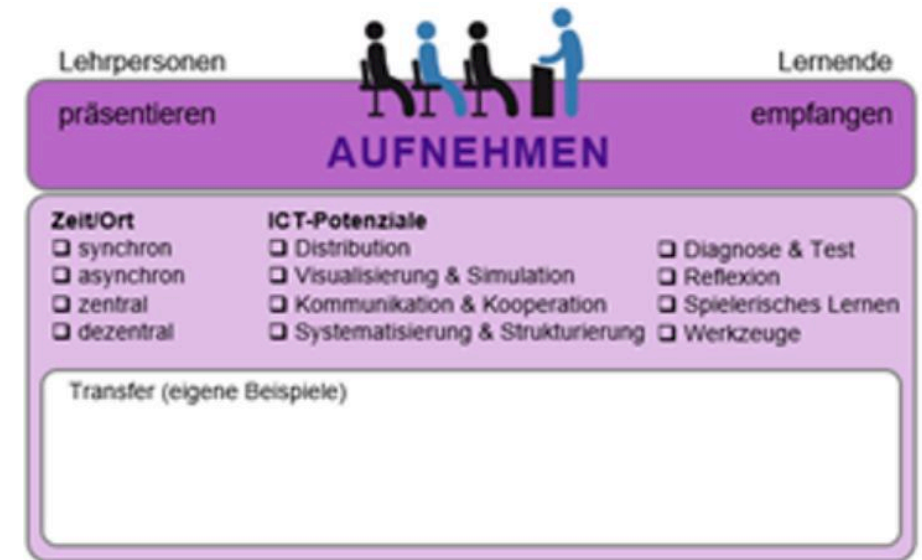 Lehrpersonen
Lernende
präsentieren
empfangen
AUFNEHMEN
Zeit/Ort
❑ synchron
❑ asynchron
❑ zentral
❑ dezentral
ICT-Potenziale
❑ Distribution
❑ Visualisierung & Simulation
❑ Kommunikation & Kooperation
❑ Systematisierung & Strukturierung
❑ Diagnose & Test
❑ Reflexion
❑ Spielerisches Lernen
❑ Werkzeuge
Transfer (eigene Beispiele)